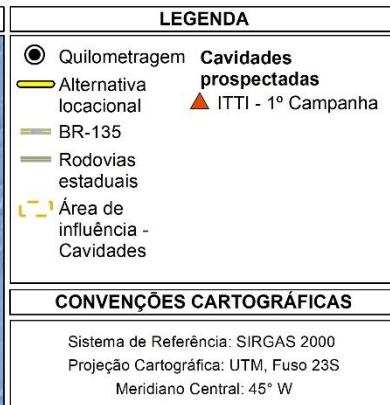 LEGENDA
Quilometragem
Alternativa
locacional
BR-135
Rodovias
estaduais
Área de
influência -
Cavidades
Cavidades
prospectadas
ITTI - 1º Campanha
CONVENÇÕES CARTOGRÁFICAS
Sistema de Referência: SIRGAS 2000
Projeção Cartográfica: UTM, Fuso 23S
Meridiano Central: 45° W